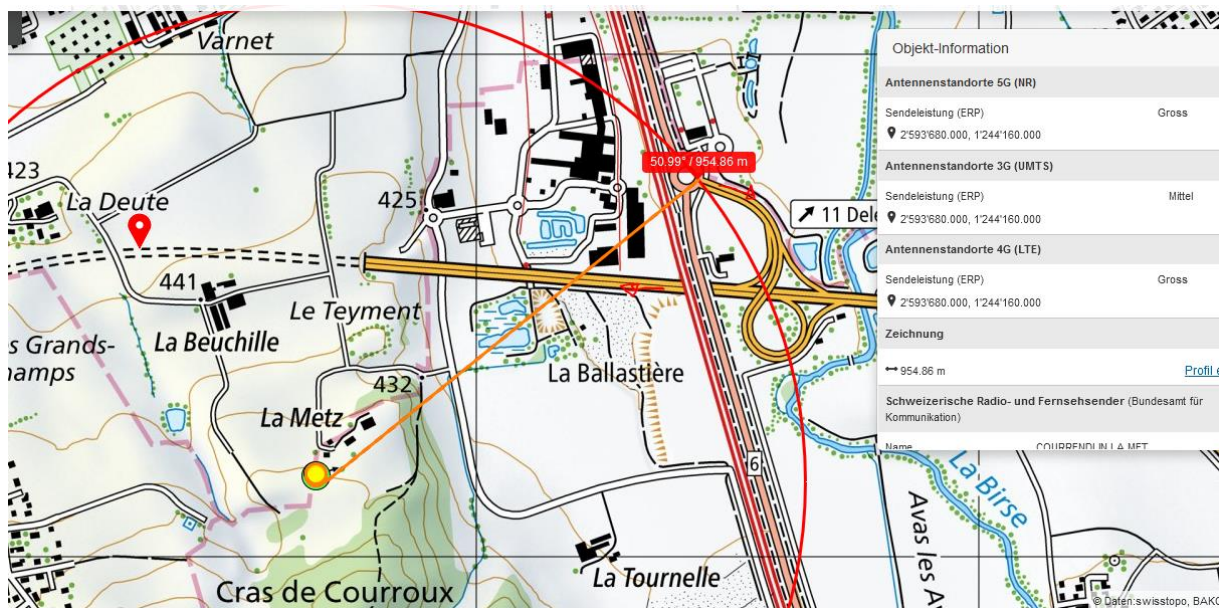 Varnet
423
La Deute
425
441
La Beuchille
Le Teyment
s Grands-
hamps
La Metz
432
La Ballastière
50.99° / 954.86 m
11 Dele
6
La Birse
Avas les Av
La Tournelle
Cras de Courroux
Objekt-Information
Antennenstandorte 5G (NR)
Sendeleistung (ERP) Gross
2'593'680.000, 1'244'160.000
Antennenstandorte 3G (UMTS)
Sendeleistung (ERP) Mittel
2'593'680.000, 1'244'160.000
Antennenstandorte 4G (LTE)
Sendeleistung (ERP) Gross
2'593'680.000, 1'244'160.000
Zeichnung
954.86 m Profil e
Schweizerische Radio- und Fernsehsender (Bundesamt für
Kommunikation)
Name COURRENDLIN LA MET
© Daten:swisstopo, BAKO